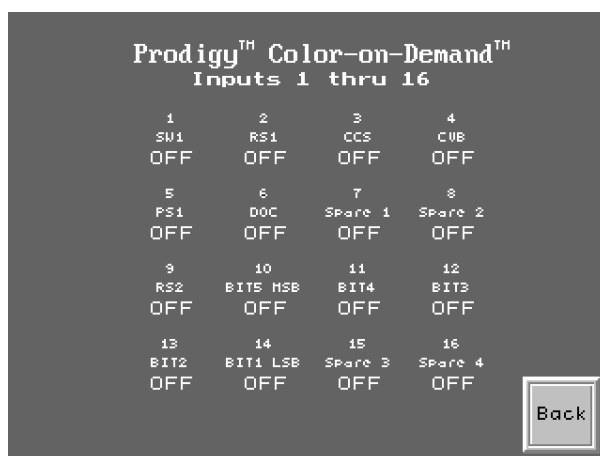 Prodigy™ Color-on-Demand™
Inputs 1 thru 16
1 2 3 4
SW1 RS1 CCS CVB
OFF OFF OFF OFF
5 6 7 8
PS1 DOC Spare 1 Spare 2
OFF OFF OFF OFF
9 10 11 12
RS2 BIT5 MSB BIT4 BIT3
OFF OFF OFF OFF
13 14 15 16
BIT2 BIT1 LSB Spare 3 Spare 4
OFF OFF OFF OFF
Back